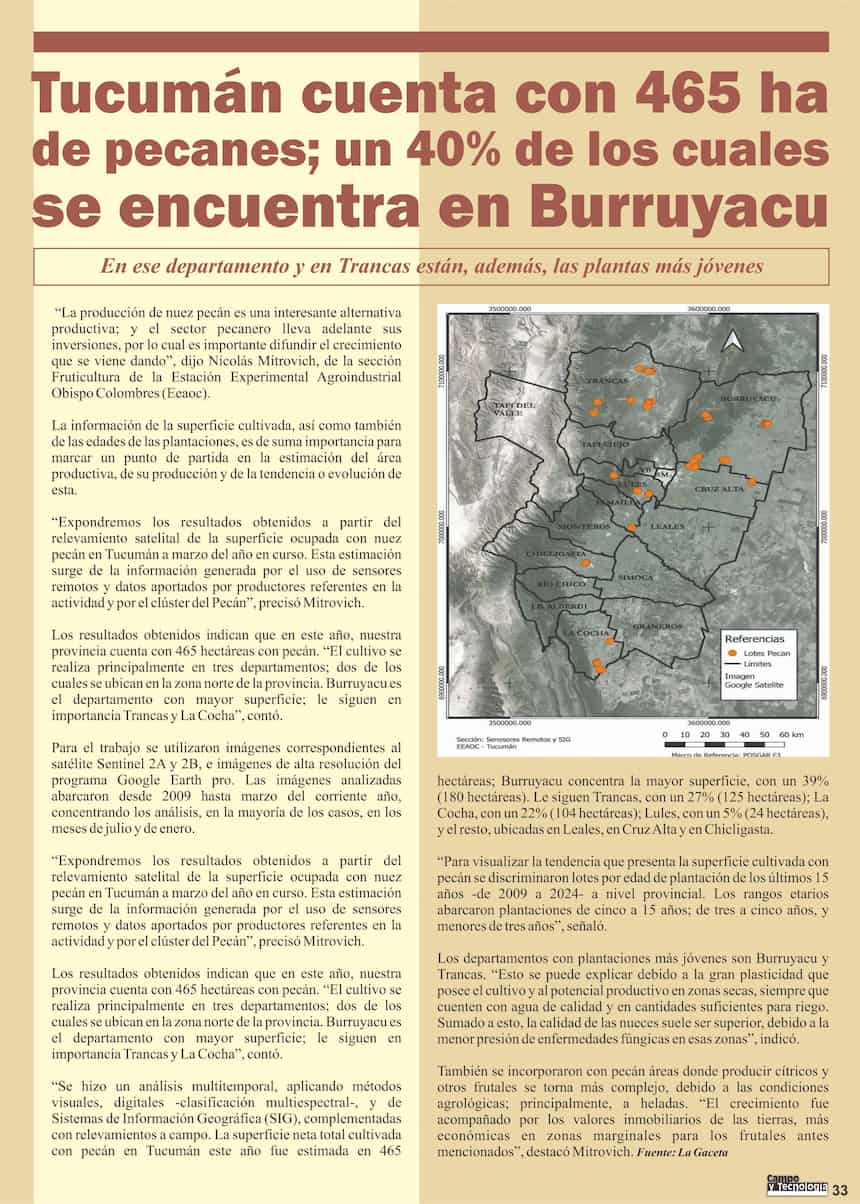 Tucumán cuenta con 465 ha
de pecanes; un 40% de los cuales
se encuentra en Burruyacu
En ese departamento y en Trancas están, además, las plantas más jóvenes
“La producción de nuez pecán es una interesante alternativa
productiva; y el sector pecanero lleva adelante sus
inversiones, por lo cual es importante difundir el crecimiento
que se viene dando”, dijo Nicolás Mitrovich, de la sección
Fruticultura de la Estación Experimental Agroindustrial
Obispo Colombres (Eeaoc).
La información de la superficie cultivada, así como también
de las edades de las plantaciones, es de suma importancia para
marcar un punto de partida en la estimación del área
productiva, de su producción y de la tendencia o evolución de
esta.
“Expondremos los resultados obtenidos a partir del
relevamiento satelital de la superficie ocupada con nuez
pecán en Tucumán a marzo del año en curso. Esta estimación
surge de la información generada por el uso de sensores
remotos y datos aportados por productores referentes en la
actividad y por el clúster del Pecán”, precisó Mitrovich.
Los resultados obtenidos indican que en este año, nuestra
provincia cuenta con 465 hectáreas con pecán. “El cultivo se
realiza principalmente en tres departamentos; dos de los
cuales se ubican en la zona norte de la provincia. Burruyacu es
el departamento con mayor superficie; le siguen en
importancia Trancas y La Cocha”, contó.
Para el trabajo se utilizaron imágenes correspondientes al
satélite Sentinel 2A y 2B, e imágenes de alta resolución del
programa Google Earth pro. Las imágenes analizadas
abarcaron desde 2009 hasta marzo del corriente año,
concentrando los análisis, en la mayoría de los casos, en los
meses de julio y de enero.
“Expondremos los resultados obtenidos a partir del
relevamiento satelital de la superficie ocupada con nuez
pecán en Tucumán a marzo del año en curso. Esta estimación
surge de la información generada por el uso de sensores
remotos y datos aportados por productores referentes en la
actividad y por el clúster del Pecán”, precisó Mitrovich.
Los resultados obtenidos indican que en este año, nuestra
provincia cuenta con 465 hectáreas con pecán. “El cultivo se
realiza principalmente en tres departamentos; dos de los
cuales se ubican en la zona norte de la provincia. Burruyacu es
el departamento con mayor superficie; le siguen en
importancia Trancas y La Cocha”, contó.
“Se hizo un análisis multitemporal, aplicando métodos
visuales, digitales -clasificación multiespectral-, y de
Sistemas de Información Geográfica (SIG), complementadas
con relevamientos a campo. La superficie neta total cultivada
con pecán en Tucumán este año fue estimada en 465
3500000.000 3600000.000
7100000.000 7100000.000
7000000.000 7000000.000
6900000.000 6900000.000
TRANCAS
BURRUYACU
TAFI DEL
VALLE
TAFI VIEJO
YB
SM
LULES
CRUZ ALTA
FAMAILLA
MONTEROS
LEALES
CHICLIGASTA
SIMOCA
RIO CHICO
J.B. ALBERDI
GRANEROS
LA COCHA
Referencias
Lotes Pecan
Limites
Imagen
Google Satelite
3500000.000 3600000.000
Sección: Senosores Remotos y SIG
EEAOC - Tucumán
0 10 20 30 40 50 60 km
Marco de Referencia: POSGAR F3
hectáreas; Burruyacu concentra la mayor superficie, con un 39%
(180 hectáreas). Le siguen Trancas, con un 27% (125 hectáreas); La
Cocha, con un 22% (104 hectáreas); Lules, con un 5% (24 hectáreas),
y el resto, ubicadas en Leales, en Cruz Alta y en Chicligasta.
“Para visualizar la tendencia que presenta la superficie cultivada con
pecán se discriminaron lotes por edad de plantación de los últimos 15
años -de 2009 a 2024- a nivel provincial. Los rangos etarios
abarcaron plantaciones de cinco a 15 años; de tres a cinco años, y
menores de tres años”, señaló.
Los departamentos con plantaciones más jóvenes son Burruyacu y
Trancas. “Esto se puede explicar debido a la gran plasticidad que
posee el cultivo y al potencial productivo en zonas secas, siempre que
cuenten con agua de calidad y en cantidades suficientes para riego.
Sumado a esto, la calidad de las nueces suele ser superior, debido a la
menor presión de enfermedades fúngicas en esas zonas”, indicó.
También se incorporaron con pecán áreas donde producir cítricos y
otros frutales se torna más complejo, debido a las condiciones
agrológicas; principalmente, a heladas. “El crecimiento fue
acompañado por los valores inmobiliarios de las tierras, más
económicas en zonas marginales para los frutales antes
mencionados”, destacó Mitrovich. Fuente: La Gaceta
Campo
y Tecnología 33